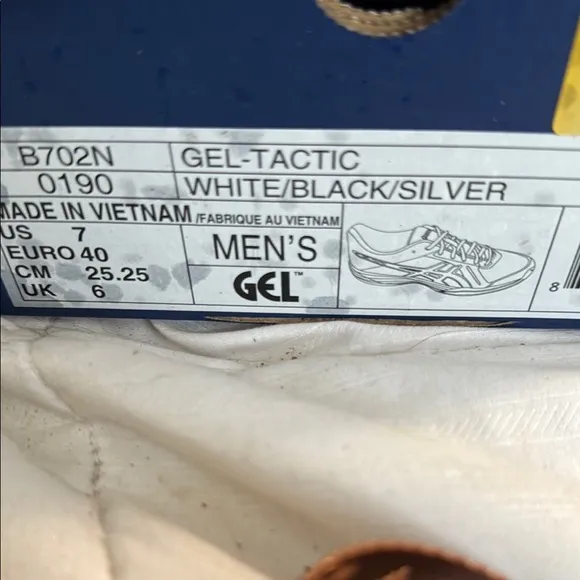 B702N GEL-TACTIC
0190 WHITE/BLACK/SILVER
MADE IN VIETNAM /FABRIQUE AU VIETNAM
US 7
EURO 40
CM 25.25
UK 6
MEN'S
GEL™
8